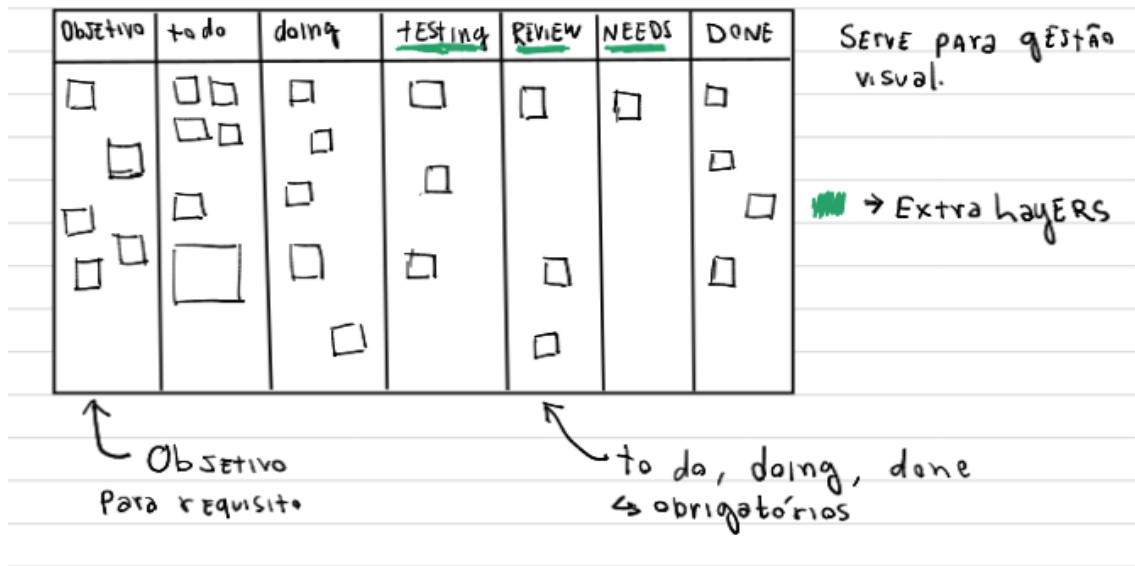 Objetivo to do doing testing REVIEW NEEDS DONE
SERVE para gESTÃO
visual.
→ Extra LayERS
Objetivo
Para requisito
to do, doing, done
↳ obrigatórios